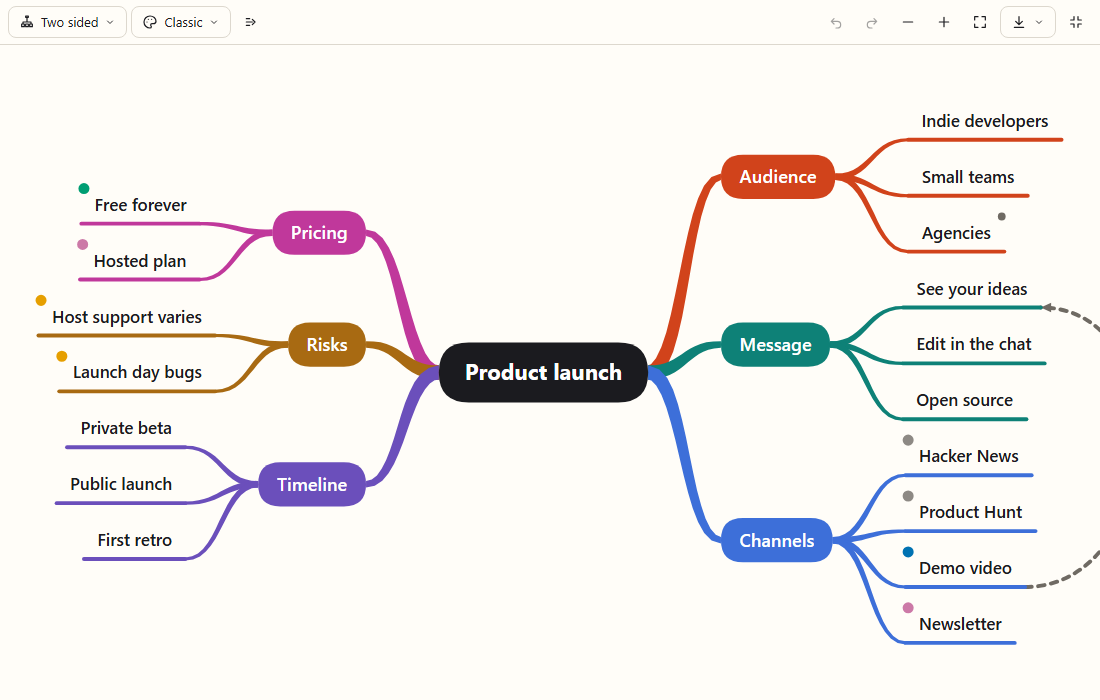 Two sided
Classic
Product launch
Audience
Indie developers
Small teams
Agencies
Message
See your ideas
Edit in the chat
Open source
Channels
Hacker News
Product Hunt
Demo video
Newsletter
Pricing
Free forever
Hosted plan
Risks
Host support varies
Launch day bugs
Timeline
Private beta
Public launch
First retro